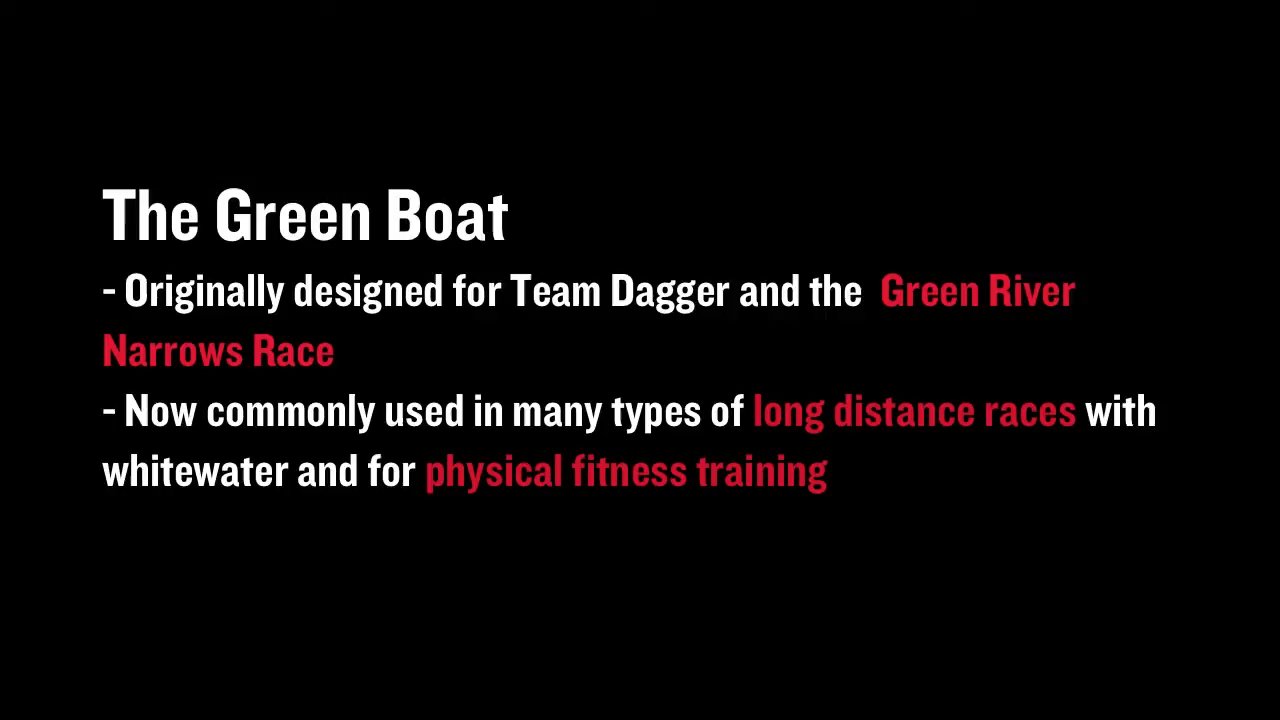 The Green Boat
- Originally designed for Team Dagger and the  Green River
Narrows Race
- Now commonly used in many types of long distance races with
whitewater and for physical fitness training